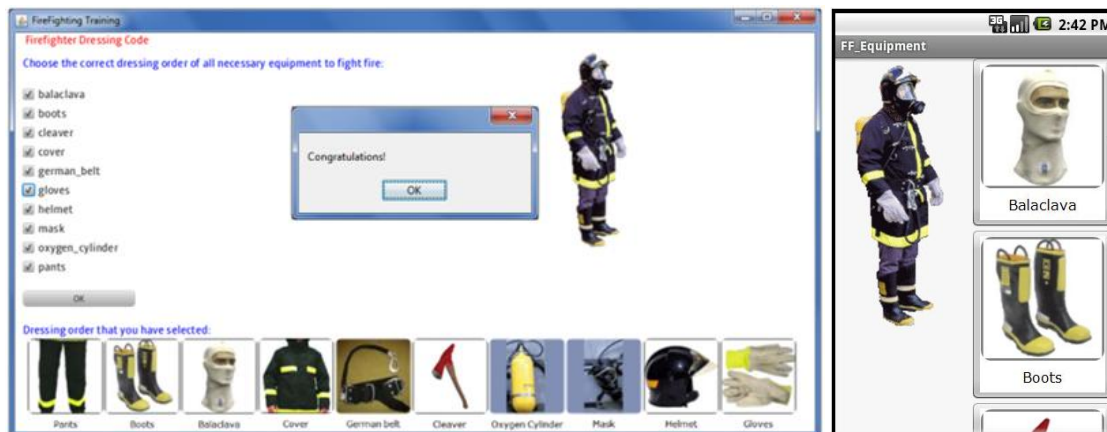 FireFighting Training
Firefighter Dressing Code
Choose the correct dressing order of all necessary equipment to fight fire:
balaclava
boots
cleaver
cover
german_belt
gloves
helmet
mask
oxygen_cylinder
pants
OK
Congratulations!
OK
Dressing order that you have selected:
Pants Boots Balaclava Cover German belt Cleaver Oxygen Cylinder Mask Helmet Gloves
3G 2:42 PM
FF_Equipment
Balaclava
Boots